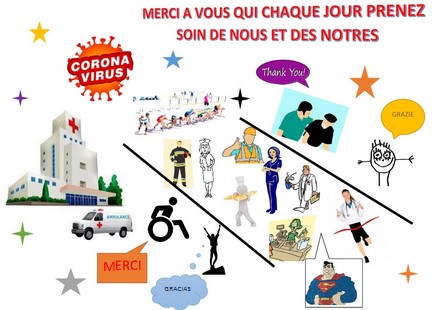 MERCI A VOUS QUI CHAQUE JOUR PRENEZ
SOIN DE NOUS ET DES NOTRES
CORONA
VIRUS
Thank You!
GRAZIE
AMBULANCE
MERCI
GRACIAS